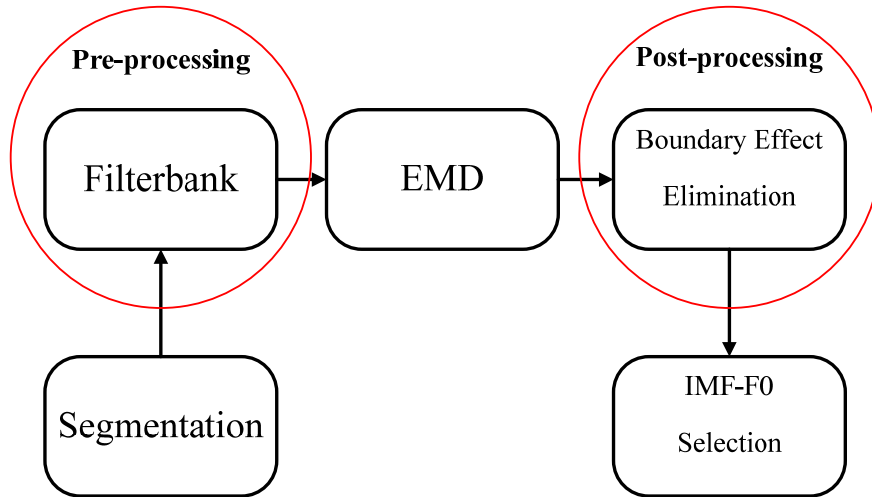 Pre-processing
Post-processing
Filterbank
EMD
Boundary Effect
Elimination
Segmentation
IMF-F0
Selection